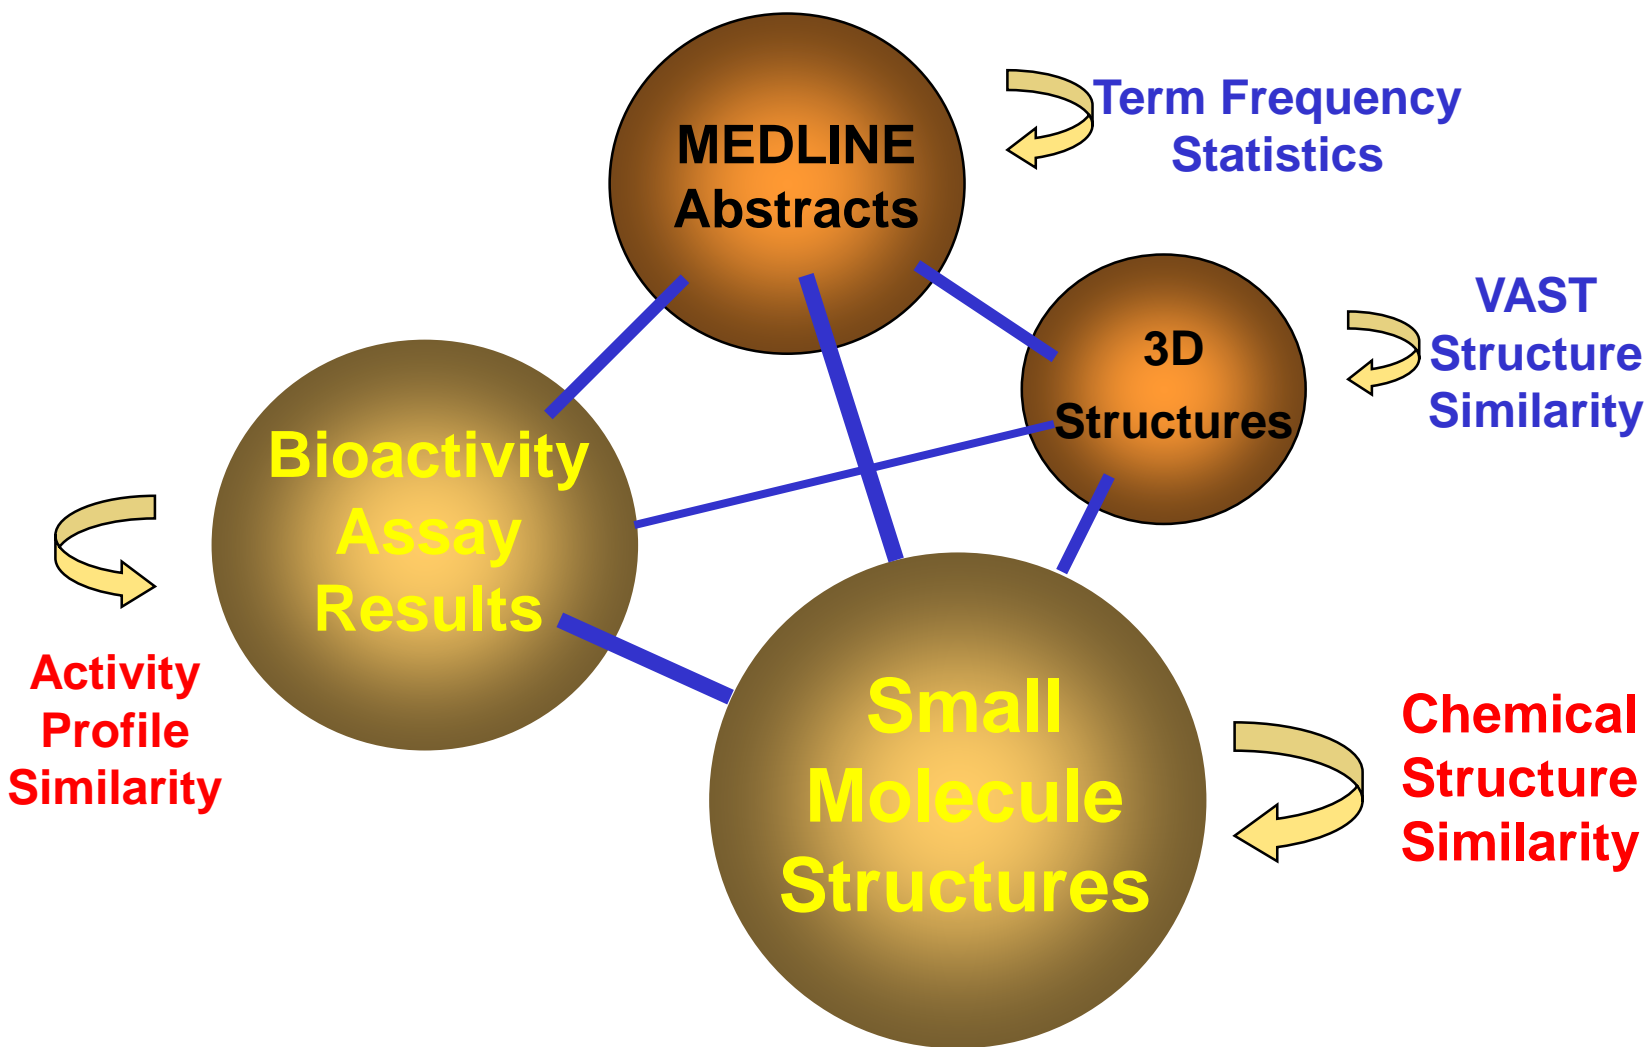 MEDLINE
Abstracts
Term Frequency
Statistics
3D
Structures
VAST
Structure
Similarity
Bioactivity
Assay
Results
Activity
Profile
Similarity
Small
Molecule
Structures
Chemical
Structure
Similarity